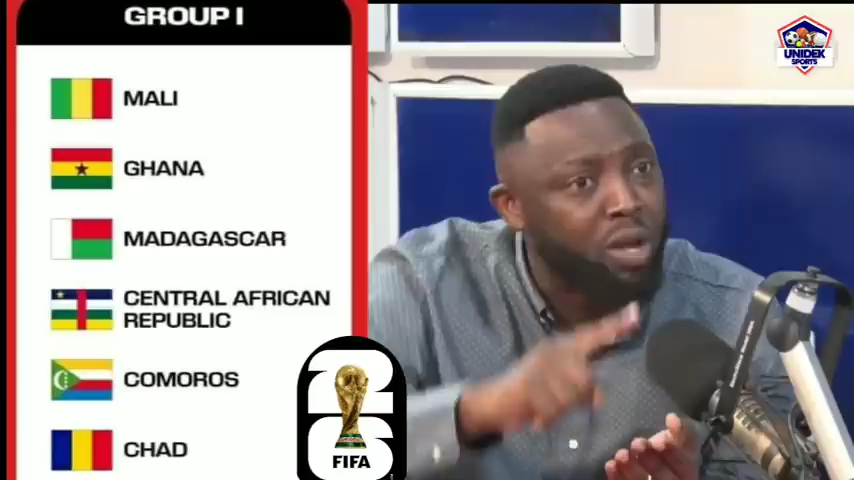 GROUP I
MALI
GHANA
MADAGASCAR
CENTRAL AFRICAN
REPUBLIC
COMOROS
CHAD
26
FIFA
UNIDEK
SPORTS